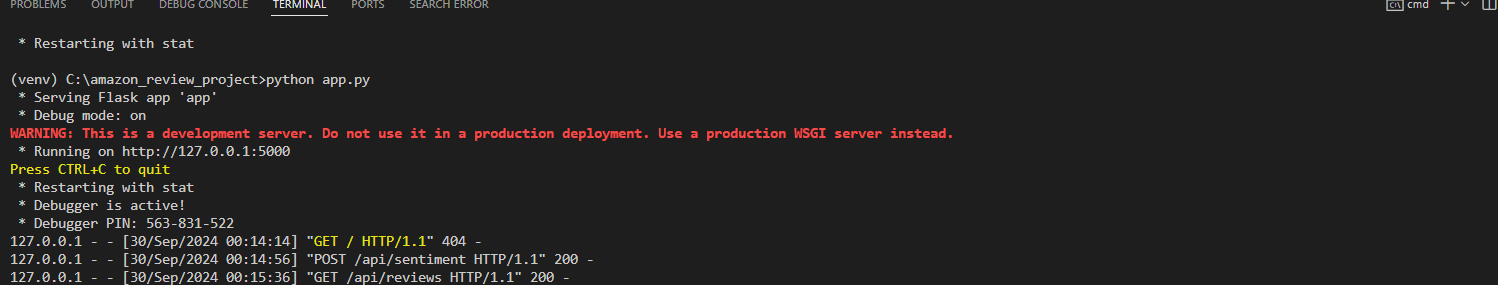 PROBLEMS OUTPUT DEBUG CONSOLE TERMINAL PORTS SEARCH ERROR cmd
* Restarting with stat
(venv) C:\amazon_review_project>python app.py
* Serving Flask app 'app'
* Debug mode: on
WARNING: This is a development server. Do not use it in a production deployment. Use a production WSGI server instead.
* Running on http://127.0.0.1:5000
Press CTRL+C to quit
* Restarting with stat
* Debugger is active!
* Debugger PIN: 563-831-522
127.0.0.1 - - [30/Sep/2024 00:14:14] "GET / HTTP/1.1" 404 -
127.0.0.1 - - [30/Sep/2024 00:14:56] "POST /api/sentiment HTTP/1.1" 200 -
127.0.0.1 - - [30/Sep/2024 00:15:36] "GET /api/reviews HTTP/1.1" 200 -